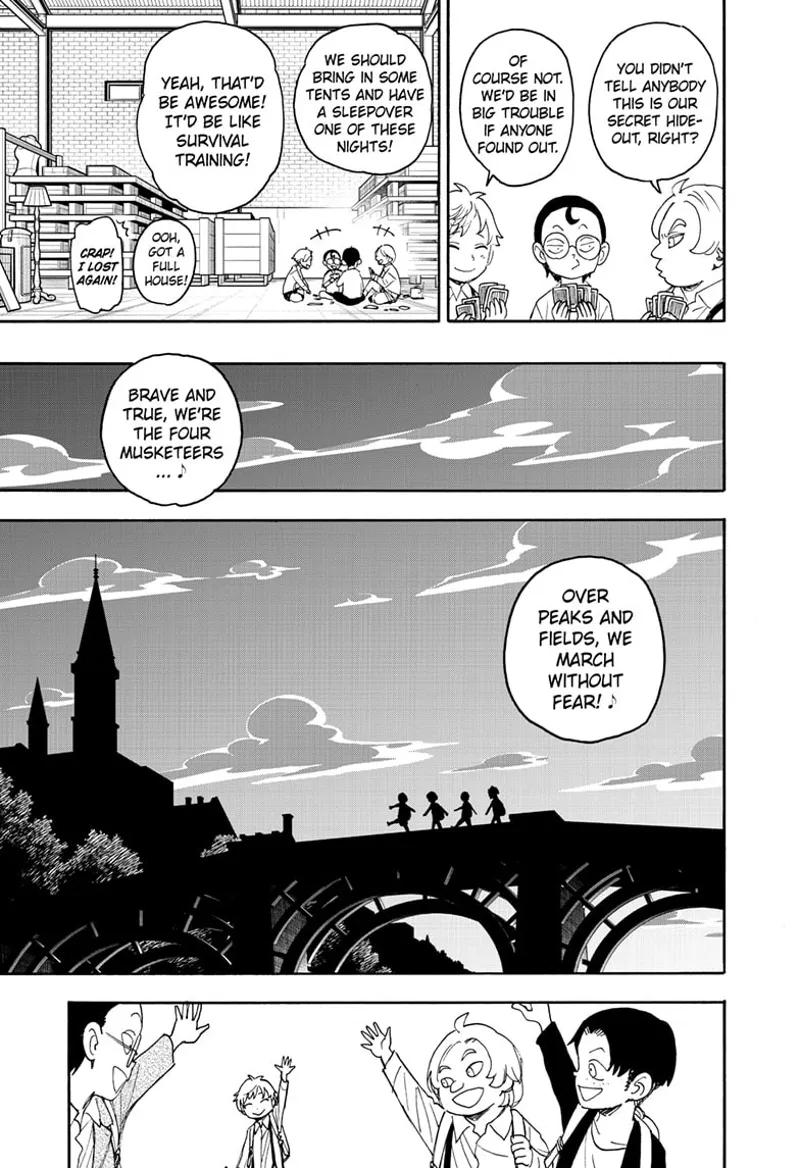 YOU DIDN'T
TELL ANYBODY
THIS IS OUR
SECRET HIDE-
OUT, RIGHT?
OF
COURSE NOT.
WE'D BE IN
BIG TROUBLE
IF ANYONE
FOUND OUT.
WE SHOULD
BRING IN SOME
TENTS AND HAVE
A SLEEPOVER
ONE OF THESE
NIGHTS!
YEAH, THAT'D
BE AWESOME!
IT'D BE LIKE
SURVIVAL
TRAINING!
OOH,
GOT A
FULL
HOUSE!
CRAP!
I LOST
AGAIN!
BRAVE AND
TRUE, WE'RE
THE FOUR
MUSKETEERS
...♪
OVER
PEAKS AND
FIELDS, WE
MARCH
WITHOUT
FEAR!♪